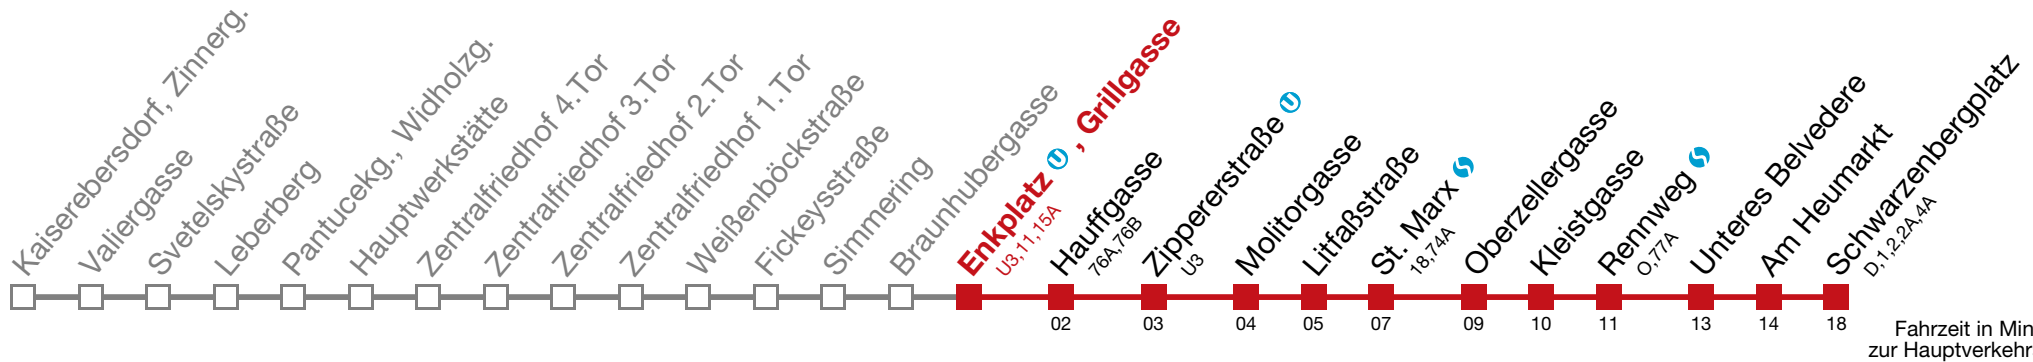 Kaiserebersdorf, Zinnerg.
Valiergasse
Svetelskystraße
Leberberg
Pantucekg., Widholzg.
Hauptwerkstätte
Zentralfriedhof 4.Tor
Zentralfriedhof 3.Tor
Zentralfriedhof 2.Tor
Zentralfriedhof 1.Tor
Weißenböckstraße
Fickeysstraße
Simmering
Braunhubergasse
Enkplatz U , Grillgasse
U3,11,15A
Hauffgasse
76A,76B
02
Zippererstraße U
U3
03
Molitorgasse
04
Litfaßstraße
05
St. Marx S
18,74A
07
Oberzellergasse
09
Kleistgasse
10
Rennweg S
O,77A
11
Unteres Belvedere
13
Am Heumarkt
14
Schwarzenbergplatz
D,1,2,2A,4A
18
Fahrzeit in Min
zur Hauptverkehr